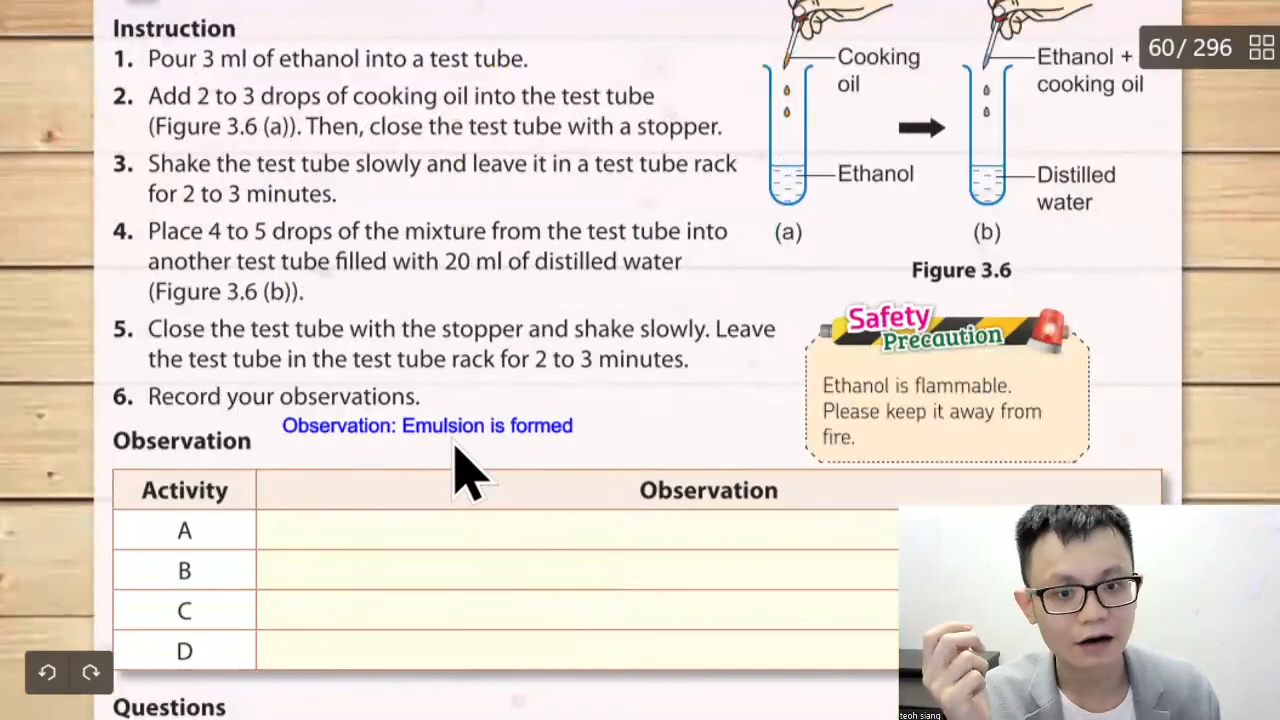 Instruction
1. Pour 3 ml of ethanol into a test tube.
2. Add 2 to 3 drops of cooking oil into the test tube
(Figure 3.6 (a)). Then, close the test tube with a stopper.
3. Shake the test tube slowly and leave it in a test tube rack
for 2 to 3 minutes.
4. Place 4 to 5 drops of the mixture from the test tube into
another test tube filled with 20 ml of distilled water
(Figure 3.6 (b)).
5. Close the test tube with the stopper and shake slowly. Leave
the test tube in the test tube rack for 2 to 3 minutes.
6. Record your observations.
Observation: Emulsion is formed
Cooking
oil
Ethanol
(a)
Ethanol +
cooking oil
Distilled
water
(b)
Figure 3.6
60/ 296
Safety
Precaution
Ethanol is flammable.
Please keep it away from
fire.
Observation
Activity Observation
A
B
C
D
Questions
teoh siang